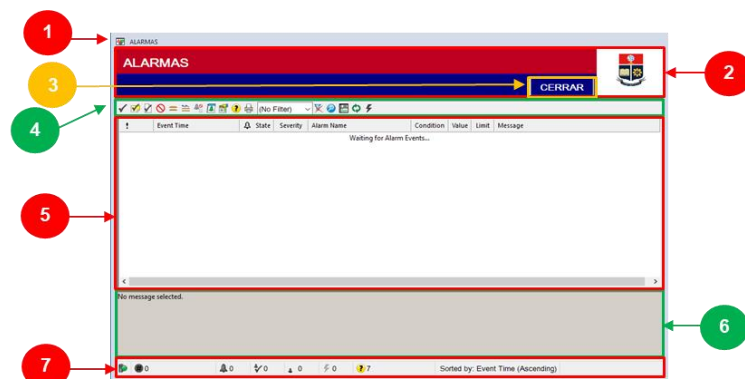 1
ALARMAS
ALARMAS
2
3
CERRAR
4
(No Filter)
! Event Time State Severity Alarm Name Condition Value Limit Message
Waiting for Alarm Events...
5
No message selected.
6
7
0 0 0 0 0 7 Sorted by: Event Time (Ascending)